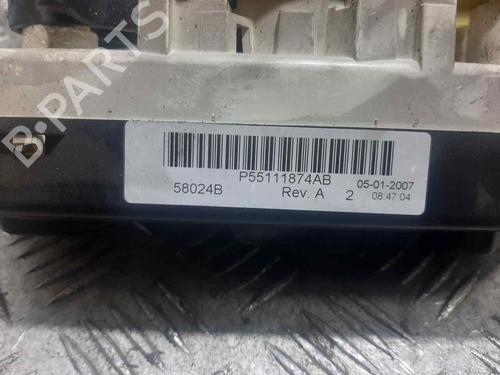 B-PARTS
P55111874AB
58024B
Rev. A 2
05-01-2007
08:47:04